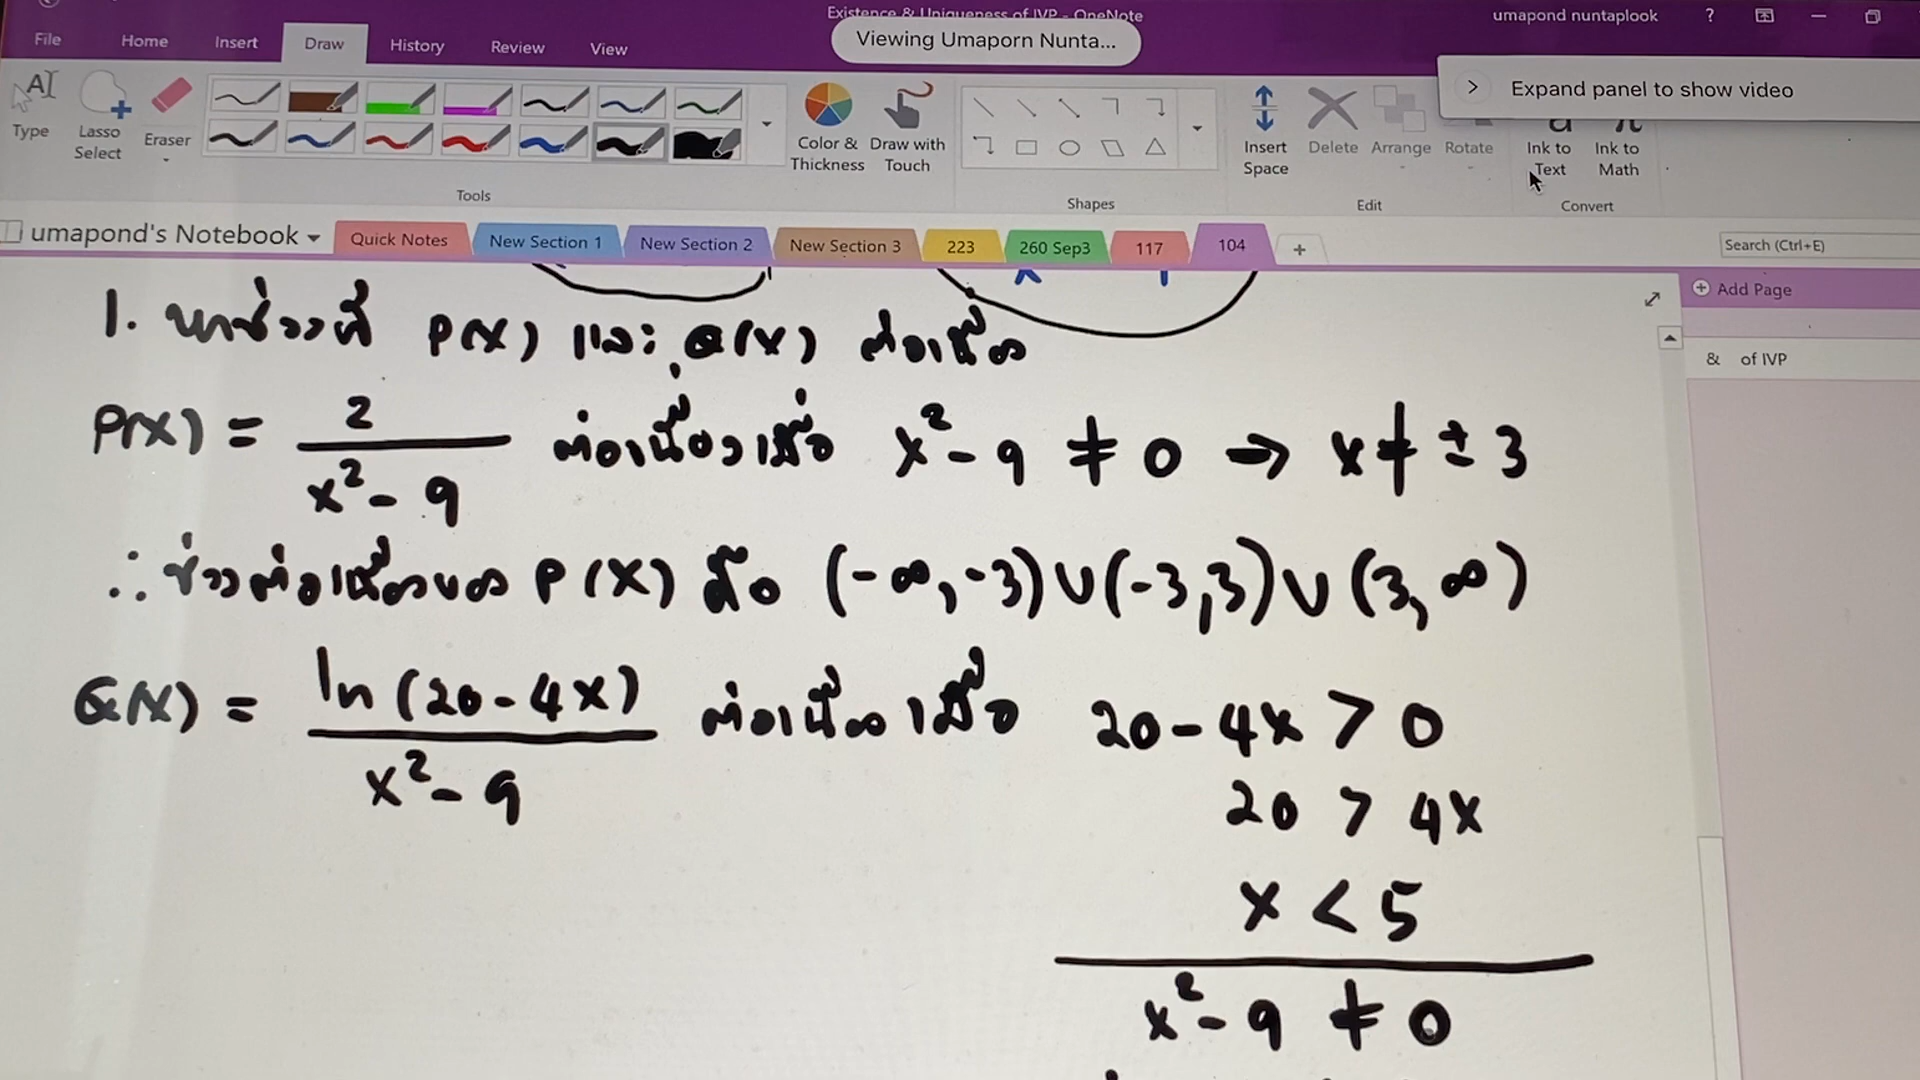 Existence & Uniqueness of IVP - OneNote
umapond nuntaplook ?
Viewing Umaporn Nunta...
File Home Insert Draw History Review View
Expand panel to show video
Type
Lasso Select
Eraser
Color & Thickness
Draw with Touch
Insert Space
Delete
Arrange
Rotate
Ink to Text
Ink to Math
Tools
Shapes
Edit
Convert
umapond's Notebook
Quick Notes
New Section 1
New Section 2
New Section 3
223
260 Sep3
117
104
+
Search (Ctrl+E)
Add Page
& of IVP
1. หาช่วงที่ P(x) และ Q(x) ต่อเนื่อง
P(x) = 2 / (x² - 9) ต่อเนื่องเมื่อ x² - 9 ≠ 0 → x ≠ ± 3
∴ ช่วงต่อเนื่องของ P(x) คือ (-∞, -3) ∪ (-3, 3) ∪ (3, ∞)
Q(x) = ln (20 - 4x) / (x² - 9) ต่อเนื่องเมื่อ 20 - 4x > 0
20 > 4x
x < 5
x² - 9 ≠ 0